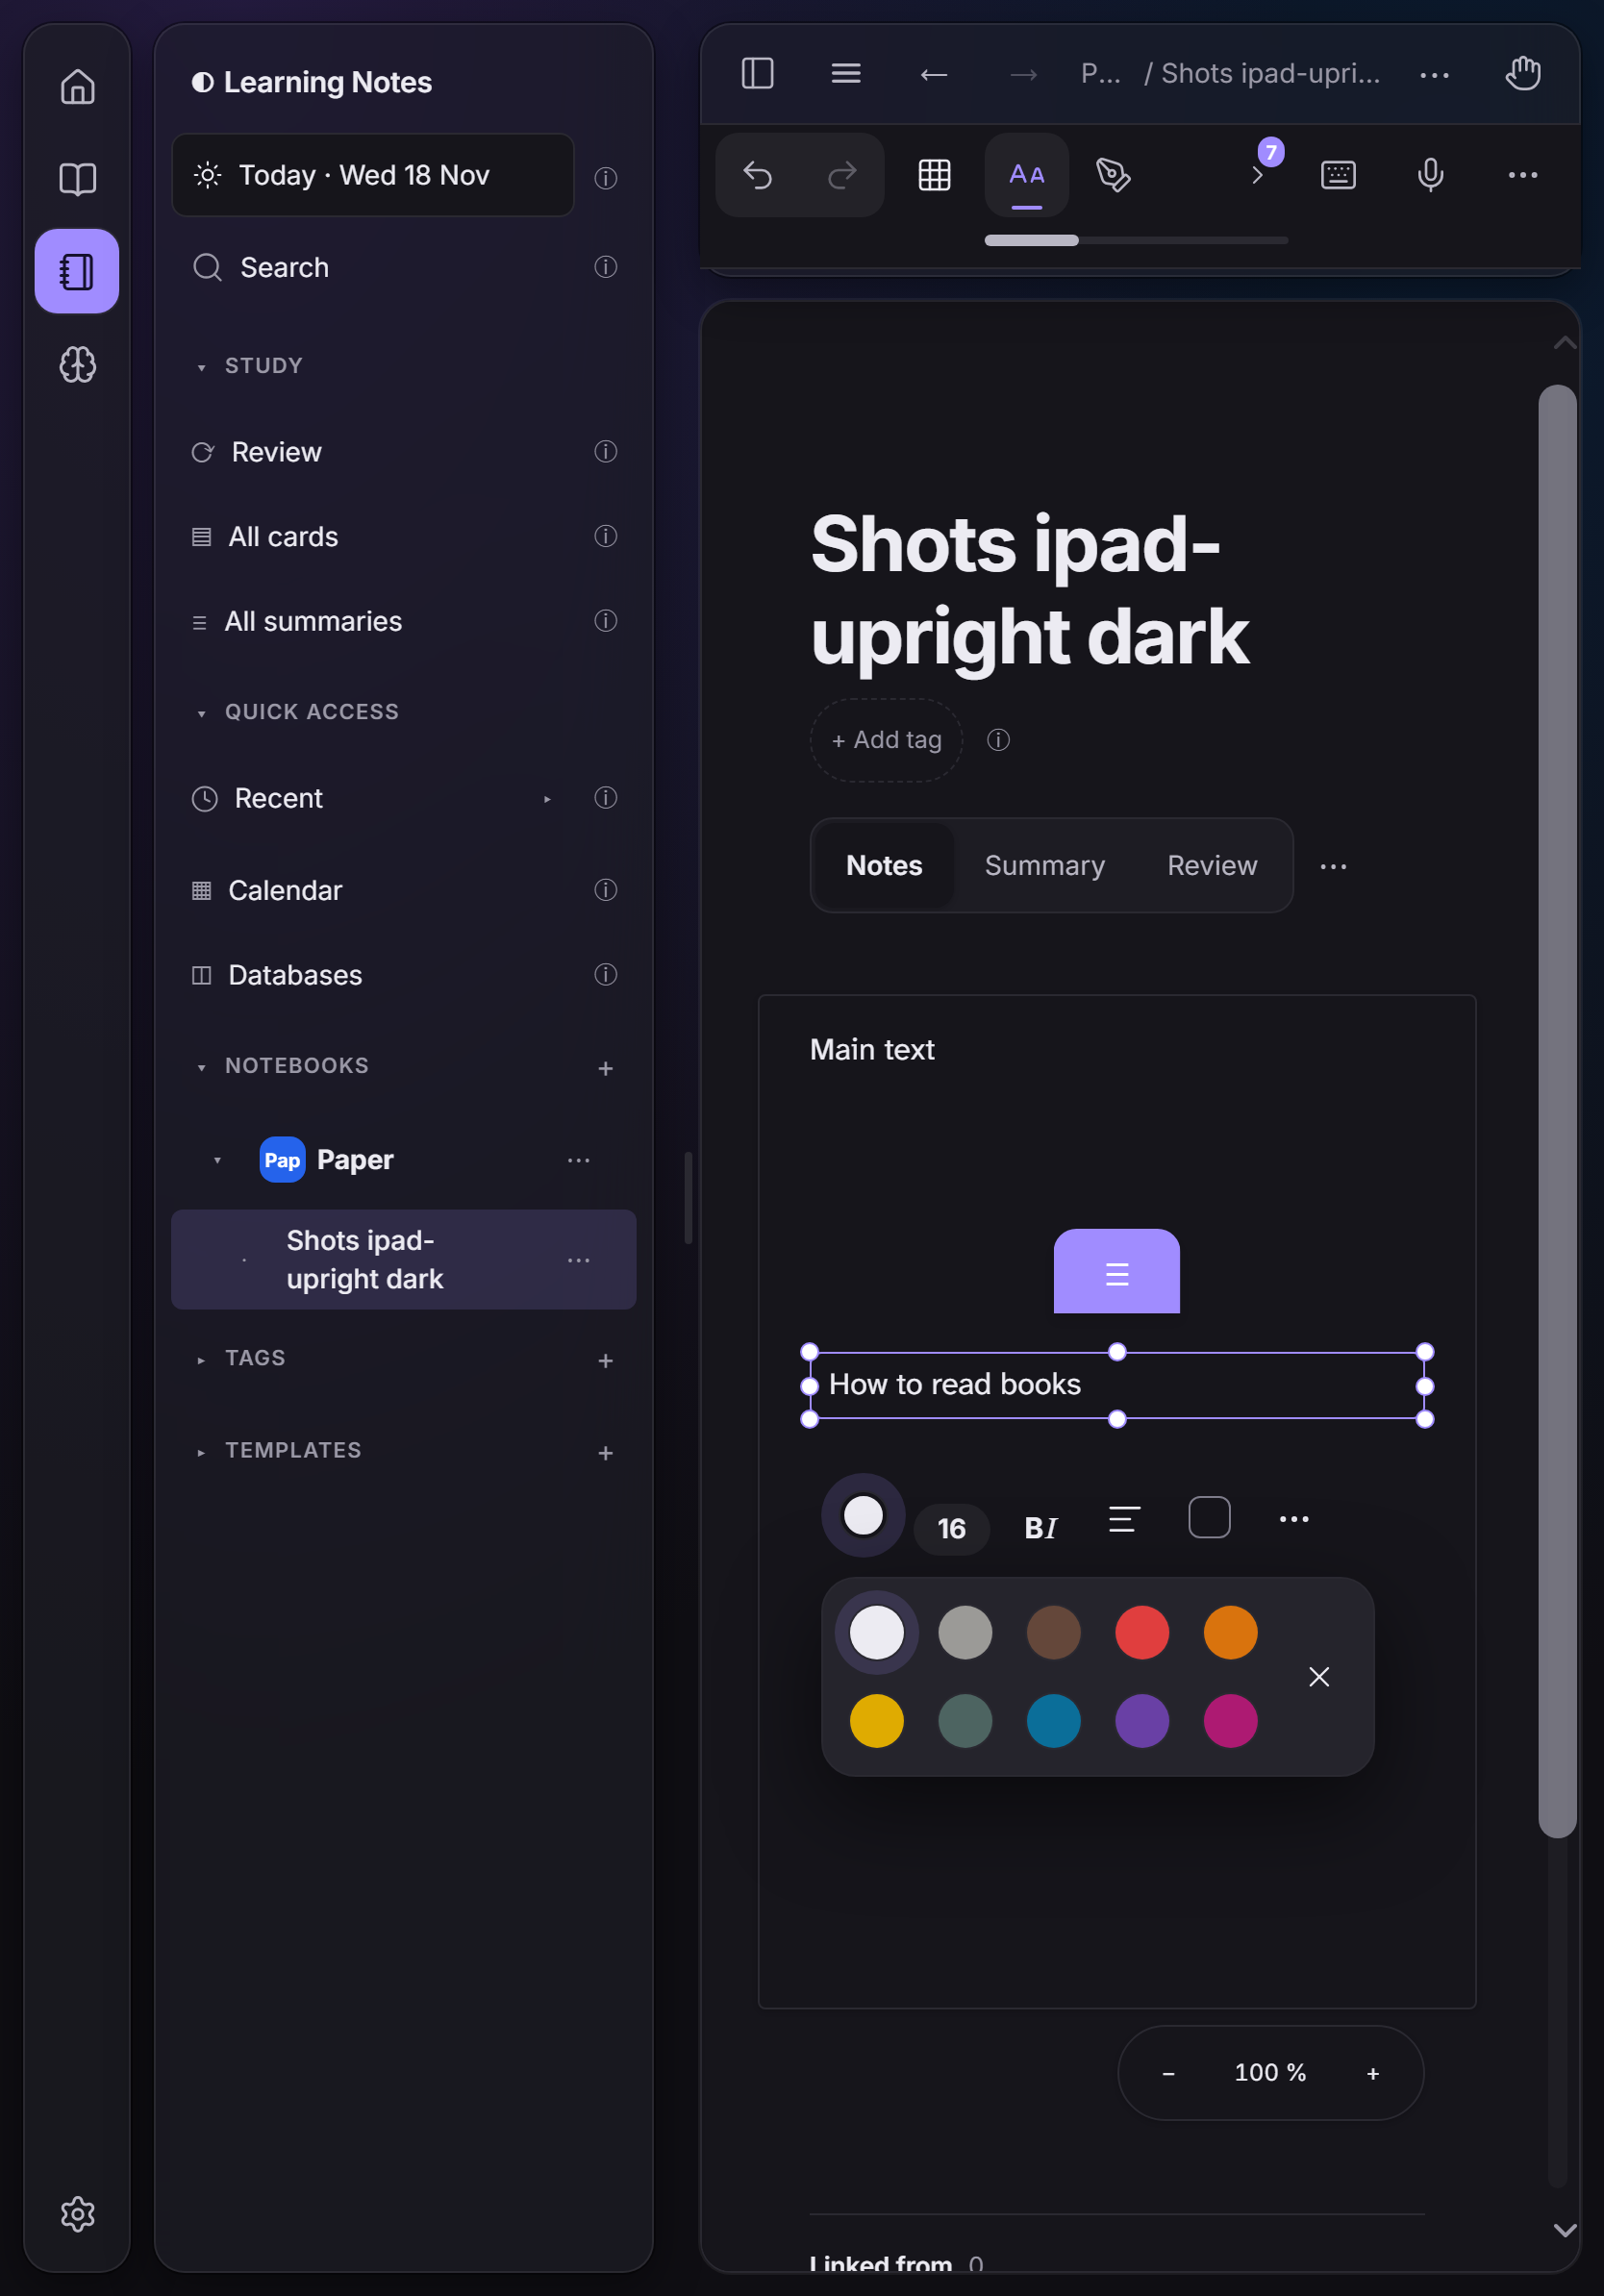 Learning Notes
Today · Wed 18 Nov
Search
STUDY
Review
All cards
All summaries
QUICK ACCESS
Recent
Calendar
Databases
NOTEBOOKS
Pap Paper
Shots ipad-
upright dark
TAGS
TEMPLATES
P... / Shots ipad-upri...
AA
7
Shots ipad-
upright dark
+ Add tag
Notes Summary Review
Main text
How to read books
16 BI
− 100 % +
Linked from 0